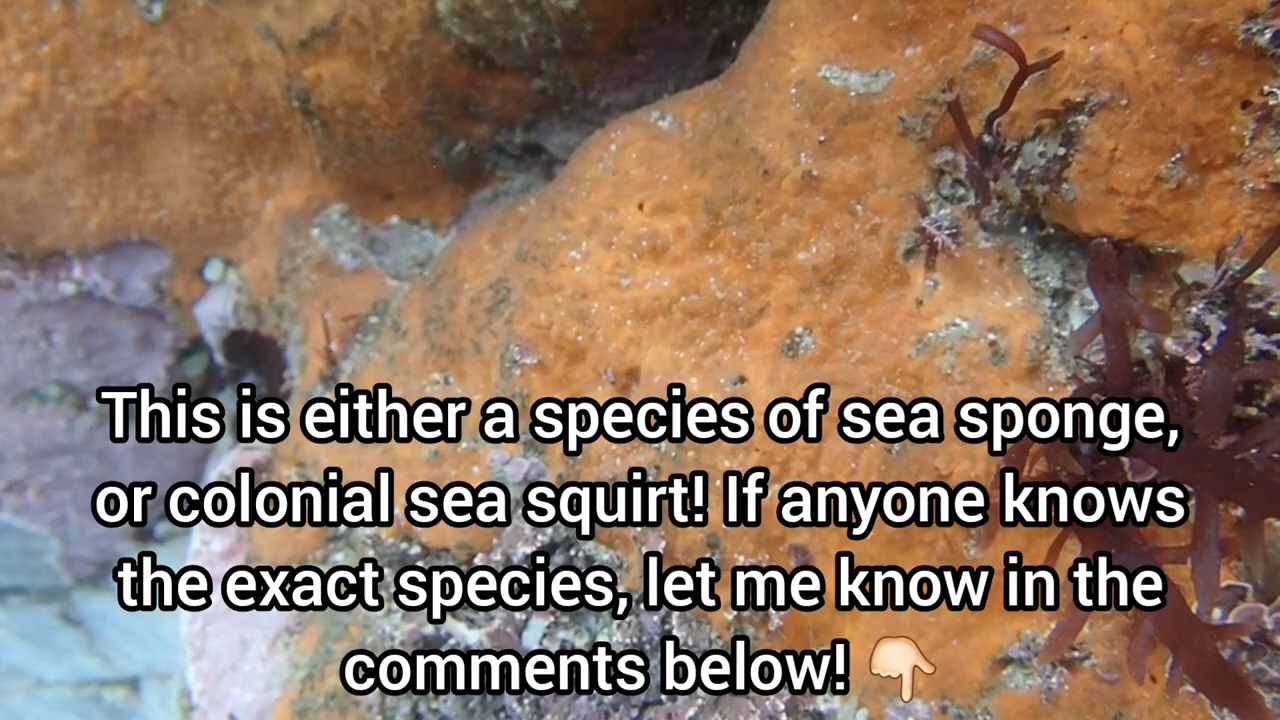 This is either a species of sea sponge,
or colonial sea squirt! If anyone knows
the exact species, let me know in the
comments below! 👇🏻